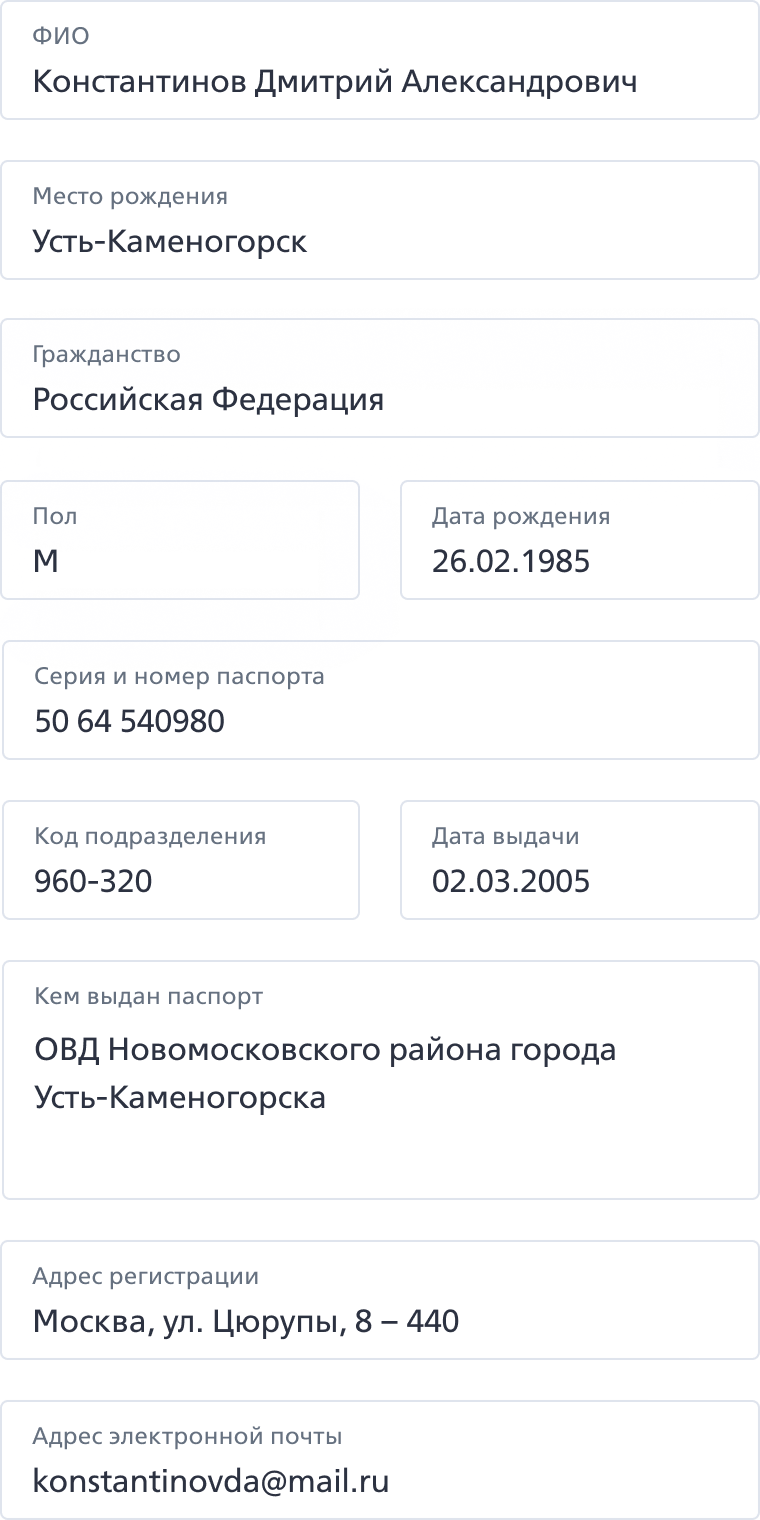 ФИО
Константинов Дмитрий Александрович
Место рождения
Усть-Каменогорск
Гражданство
Российская Федерация
Пол
М
Дата рождения
26.02.1985
Серия и номер паспорта
50 64 540980
Код подразделения
960-320
Дата выдачи
02.03.2005
Кем выдан паспорт
ОВД Новомосковского района города
Усть-Каменогорска
Адрес регистрации
Москва, ул. Цюрупы, 8 – 440
Адрес электронной почты
konstantinovda@mail.ru